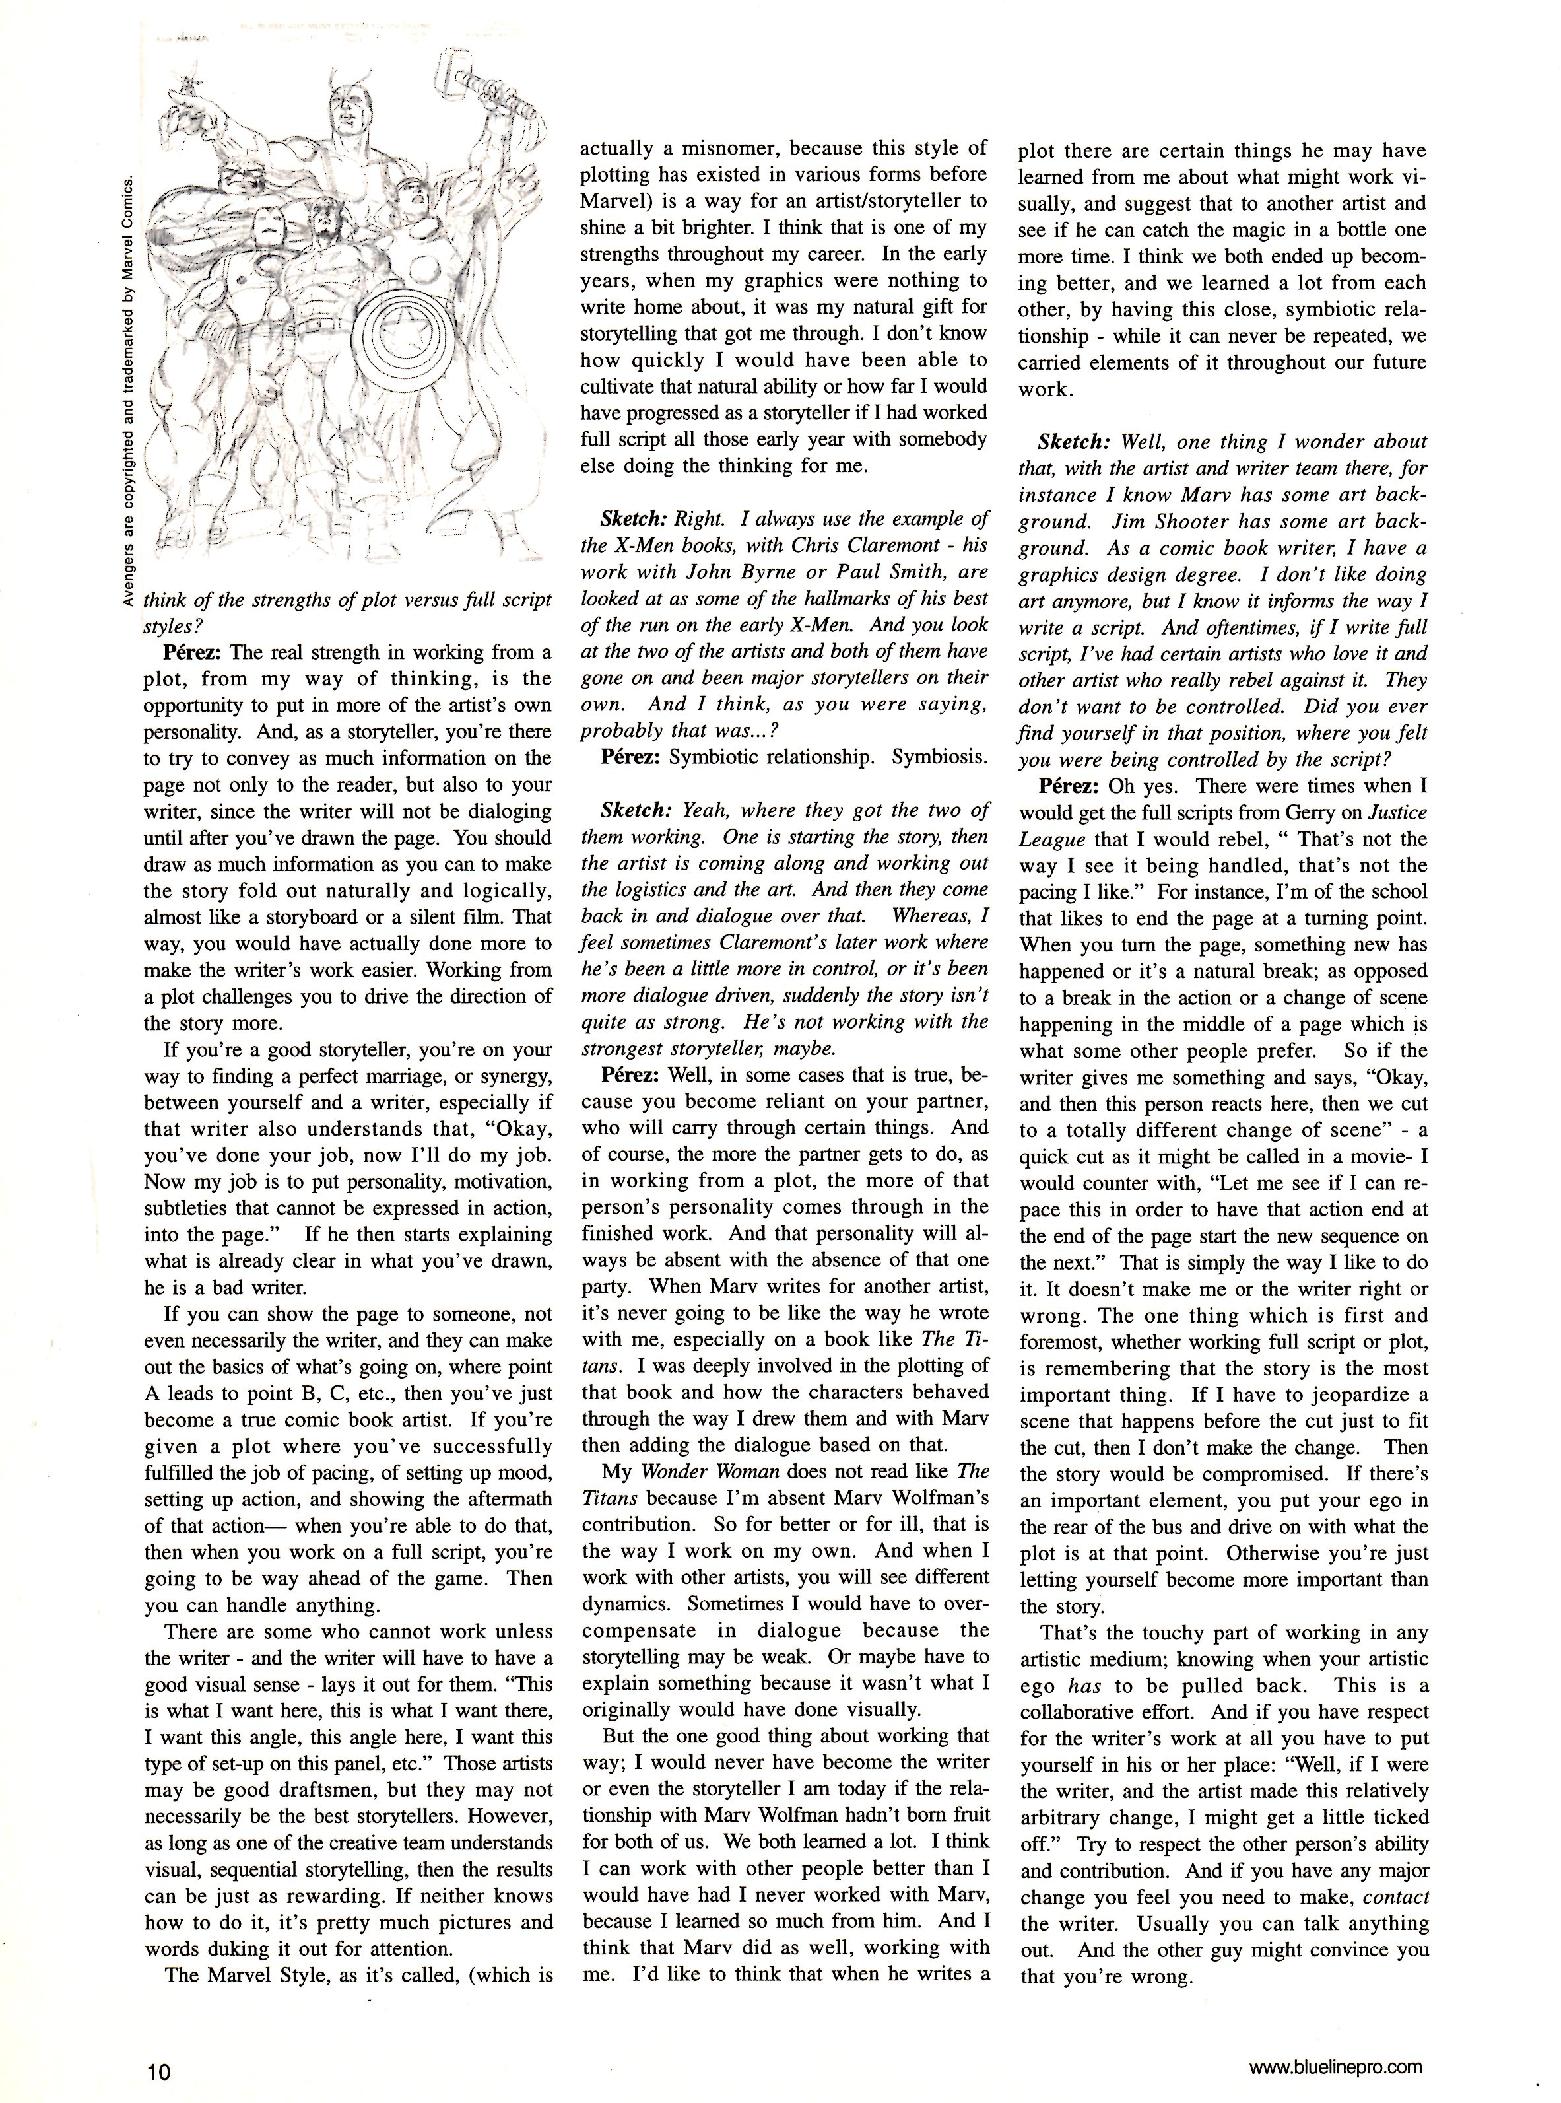 Avengers are copyrighted and trademarked by Marvel Comics.
think of the strengths of plot versus full script
styles?
Pérez: The real strength in working from a
plot, from my way of thinking, is the
opportunity to put in more of the artist's own
personality. And, as a storyteller, you're there
to try to convey as much information on the
page not only to the reader, but also to your
writer, since the writer will not be dialoging
until after you've drawn the page. You should
draw as much information as you can to make
the story fold out naturally and logically,
almost like a storyboard or a silent film. That
way, you would have actually done more to
make the writer's work easier. Working from
a plot challenges you to drive the direction of
the story more.
If you're a good storyteller, you're on your
way to finding a perfect marriage, or synergy,
between yourself and a writer, especially if
that writer also understands that, “Okay,
you've done your job, now I'll do my job.
Now my job is to put personality, motivation,
subtleties that cannot be expressed in action,
into the page.” If he then starts explaining
what is already clear in what you've drawn,
he is a bad writer.
If you can show the page to someone, not
even necessarily the writer, and they can make
out the basics of what's going on, where point
A leads to point B, C, etc., then you've just
become a true comic book artist. If you're
given a plot where you've successfully
fulfilled the job of pacing, of setting up mood,
setting up action, and showing the aftermath
of that action— when you're able to do that,
then when you work on a full script, you're
going to be way ahead of the game. Then
you can handle anything.
There are some who cannot work unless
the writer - and the writer will have to have a
good visual sense - lays it out for them. “This
is what I want here, this is what I want there,
I want this angle, this angle here, I want this
type of set-up on this panel, etc.” Those artists
may be good draftsmen, but they may not
necessarily be the best storytellers. However,
as long as one of the creative team understands
visual, sequential storytelling, then the results
can be just as rewarding. If neither knows
how to do it, it's pretty much pictures and
words duking it out for attention.
The Marvel Style, as it's called, (which is
actually a misnomer, because this style of
plotting has existed in various forms before
Marvel) is a way for an artist/storyteller to
shine a bit brighter. I think that is one of my
strengths throughout my career. In the early
years, when my graphics were nothing to
write home about, it was my natural gift for
storytelling that got me through. I don't know
how quickly I would have been able to
cultivate that natural ability or how far I would
have progressed as a storyteller if I had worked
full script all those early year with somebody
else doing the thinking for me.
Sketch: Right. I always use the example of
the X-Men books, with Chris Claremont - his
work with John Byrne or Paul Smith, are
looked at as some of the hallmarks of his best
of the run on the early X-Men. And you look
at the two of the artists and both of them have
gone on and been major storytellers on their
own. And I think, as you were saying,
probably that was...?
Pérez: Symbiotic relationship. Symbiosis.
Sketch: Yeah, where they got the two of
them working. One is starting the story, then
the artist is coming along and working out
the logistics and the art. And then they come
back in and dialogue over that. Whereas, I
feel sometimes Claremont's later work where
he's been a little more in control, or it's been
more dialogue driven, suddenly the story isn't
quite as strong. He's not working with the
strongest storyteller, maybe.
Pérez: Well, in some cases that is true, be-
cause you become reliant on your partner,
who will carry through certain things. And
of course, the more the partner gets to do, as
in working from a plot, the more of that
person's personality comes through in the
finished work. And that personality will al-
ways be absent with the absence of that one
party. When Marv writes for another artist,
it's never going to be like the way he wrote
with me, especially on a book like The Ti-
tans. I was deeply involved in the plotting of
that book and how the characters behaved
through the way I drew them and with Marv
then adding the dialogue based on that.
My Wonder Woman does not read like The
Titans because I'm absent Marv Wolfman's
contribution. So for better or for ill, that is
the way I work on my own. And when I
work with other artists, you will see different
dynamics. Sometimes I would have to over-
compensate in dialogue because the
storytelling may be weak. Or maybe have to
explain something because it wasn't what I
originally would have done visually.
But the one good thing about working that
way; I would never have become the writer
or even the storyteller I am today if the rela-
tionship with Marv Wolfman hadn't born fruit
for both of us. We both learned a lot. I think
I can work with other people better than I
would have had I never worked with Marv,
because I learned so much from him. And I
think that Marv did as well, working with
me. I'd like to think that when he writes a
plot there are certain things he may have
learned from me about what might work vi-
sually, and suggest that to another artist and
see if he can catch the magic in a bottle one
more time. I think we both ended up becom-
ing better, and we learned a lot from each
other, by having this close, symbiotic rela-
tionship - while it can never be repeated, we
carried elements of it throughout our future
work.
Sketch: Well, one thing I wonder about
that, with the artist and writer team there, for
instance I know Marv has some art back-
ground. Jim Shooter has some art back-
ground. As a comic book writer, I have a
graphics design degree. I don't like doing
art anymore, but I know it informs the way I
write a script. And oftentimes, if I write full
script, I've had certain artists who love it and
other artist who really rebel against it. They
don't want to be controlled. Did you ever
find yourself in that position, where you felt
you were being controlled by the script?
Pérez: Oh yes. There were times when I
would get the full scripts from Gerry on Justice
League that I would rebel, “ That's not the
way I see it being handled, that's not the
pacing I like.” For instance, I'm of the school
that likes to end the page at a turning point.
When you turn the page, something new has
happened or it's a natural break; as opposed
to a break in the action or a change of scene
happening in the middle of a page which is
what some other people prefer. So if the
writer gives me something and says, “Okay,
and then this person reacts here, then we cut
to a totally different change of scene” - a
quick cut as it might be called in a movie- I
would counter with, “Let me see if I can re-
pace this in order to have that action end at
the end of the page start the new sequence on
the next.” That is simply the way I like to do
it. It doesn't make me or the writer right or
wrong. The one thing which is first and
foremost, whether working full script or plot,
is remembering that the story is the most
important thing. If I have to jeopardize a
scene that happens before the cut just to fit
the cut, then I don't make the change. Then
the story would be compromised. If there's
an important element, you put your ego in
the rear of the bus and drive on with what the
plot is at that point. Otherwise you're just
letting yourself become more important than
the story.
That's the touchy part of working in any
artistic medium; knowing when your artistic
ego has to be pulled back. This is a
collaborative effort. And if you have respect
for the writer's work at all you have to put
yourself in his or her place: “Well, if I were
the writer, and the artist made this relatively
arbitrary change, I might get a little ticked
off.” Try to respect the other person's ability
and contribution. And if you have any major
change you feel you need to make, contact
the writer. Usually you can talk anything
out. And the other guy might convince you
that you're wrong.
10
www.bluelinepro.com